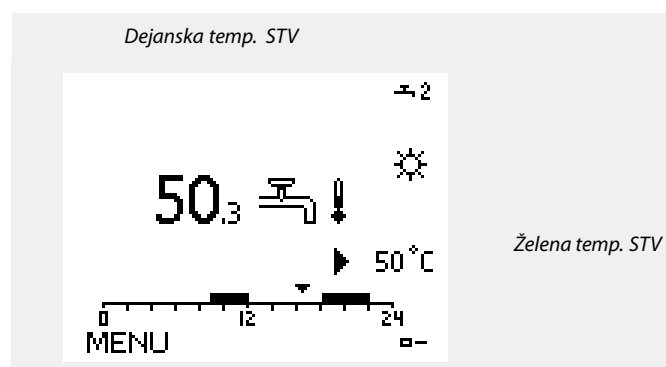 Dejanska temp. STV
2
50.3
50 °C
Želena temp. STV
0 12 24
MENU